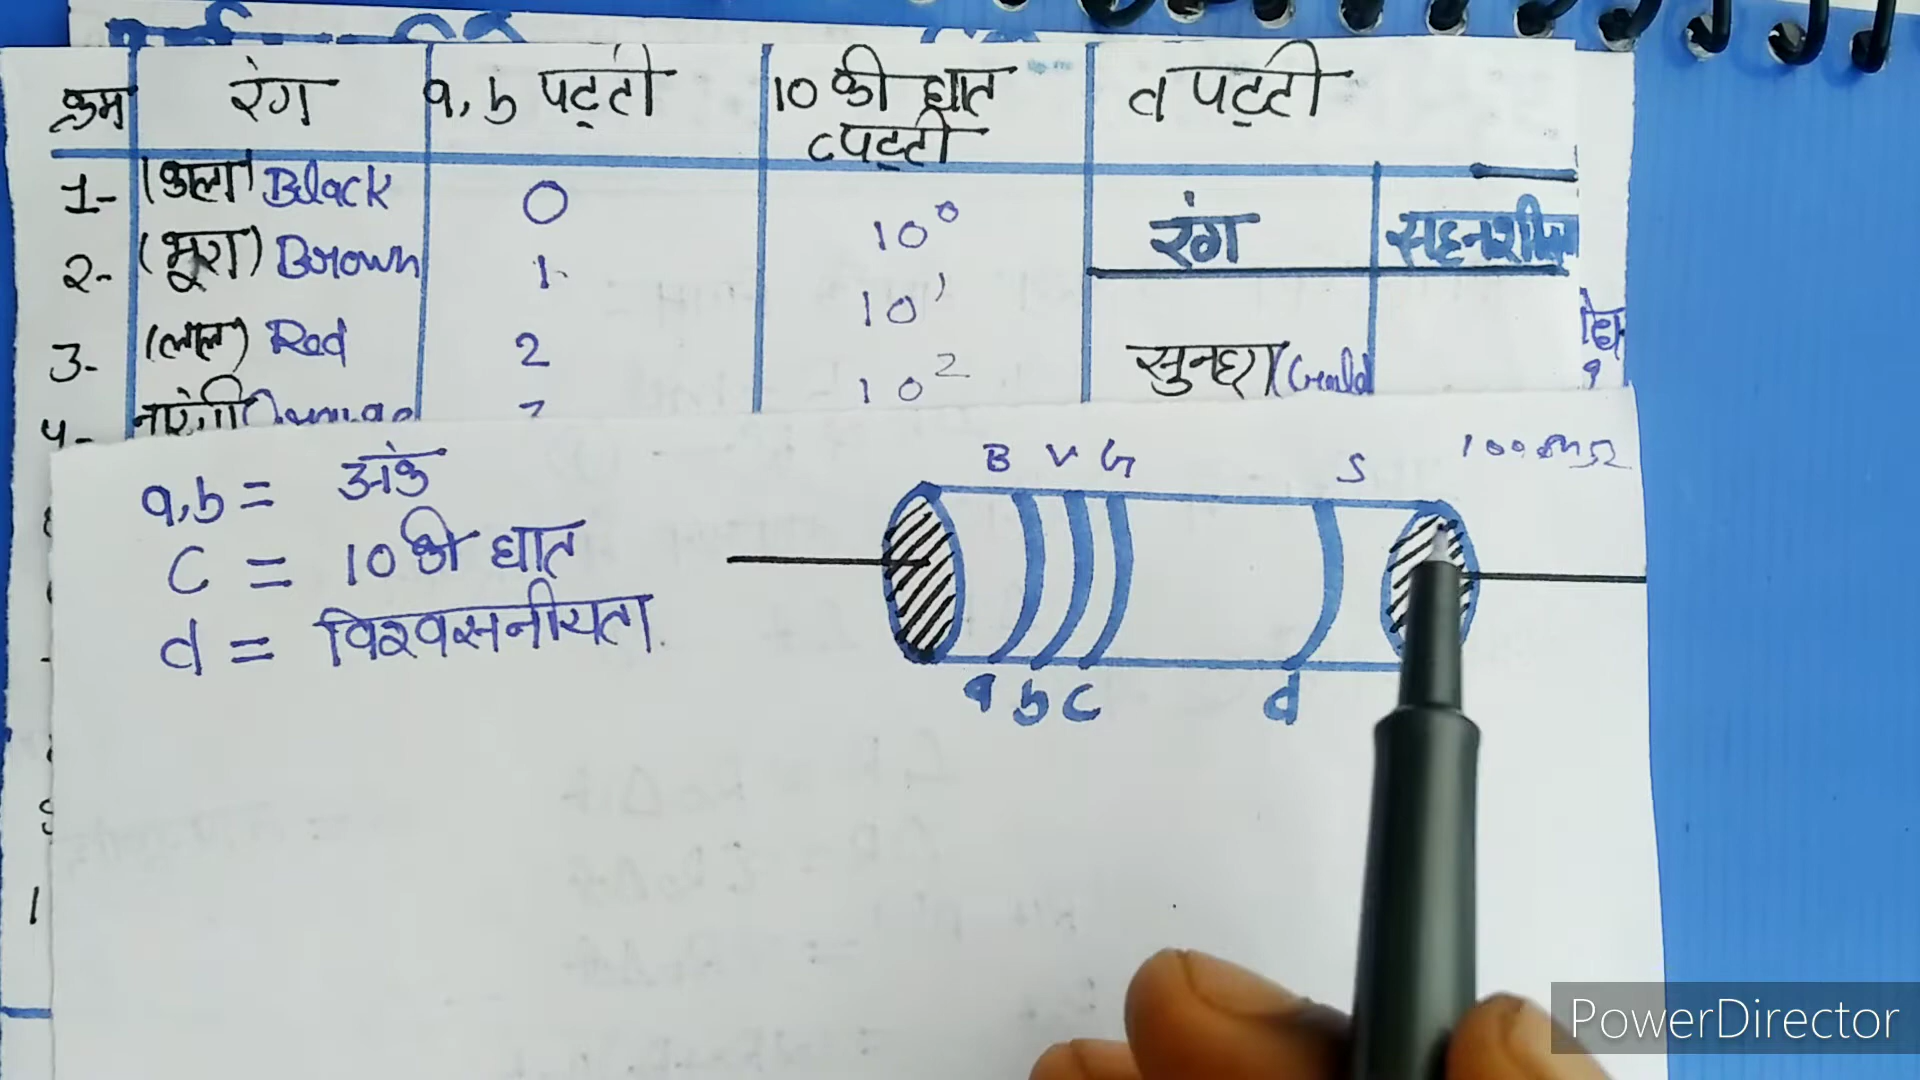 क्रम रंग a, b पट्टी 10 की घात d पट्टी
c पट्टी
1- (काला) Black 0 10⁰ रंग
2- (भूरा) Brown 1 10¹
3- (लाल) Red 2 10² सुनहरा
4- नारंगी
a,b = अंक B V G S
c = 10 की घात
d = विश्वसनीयता
a b c d
PowerDirector